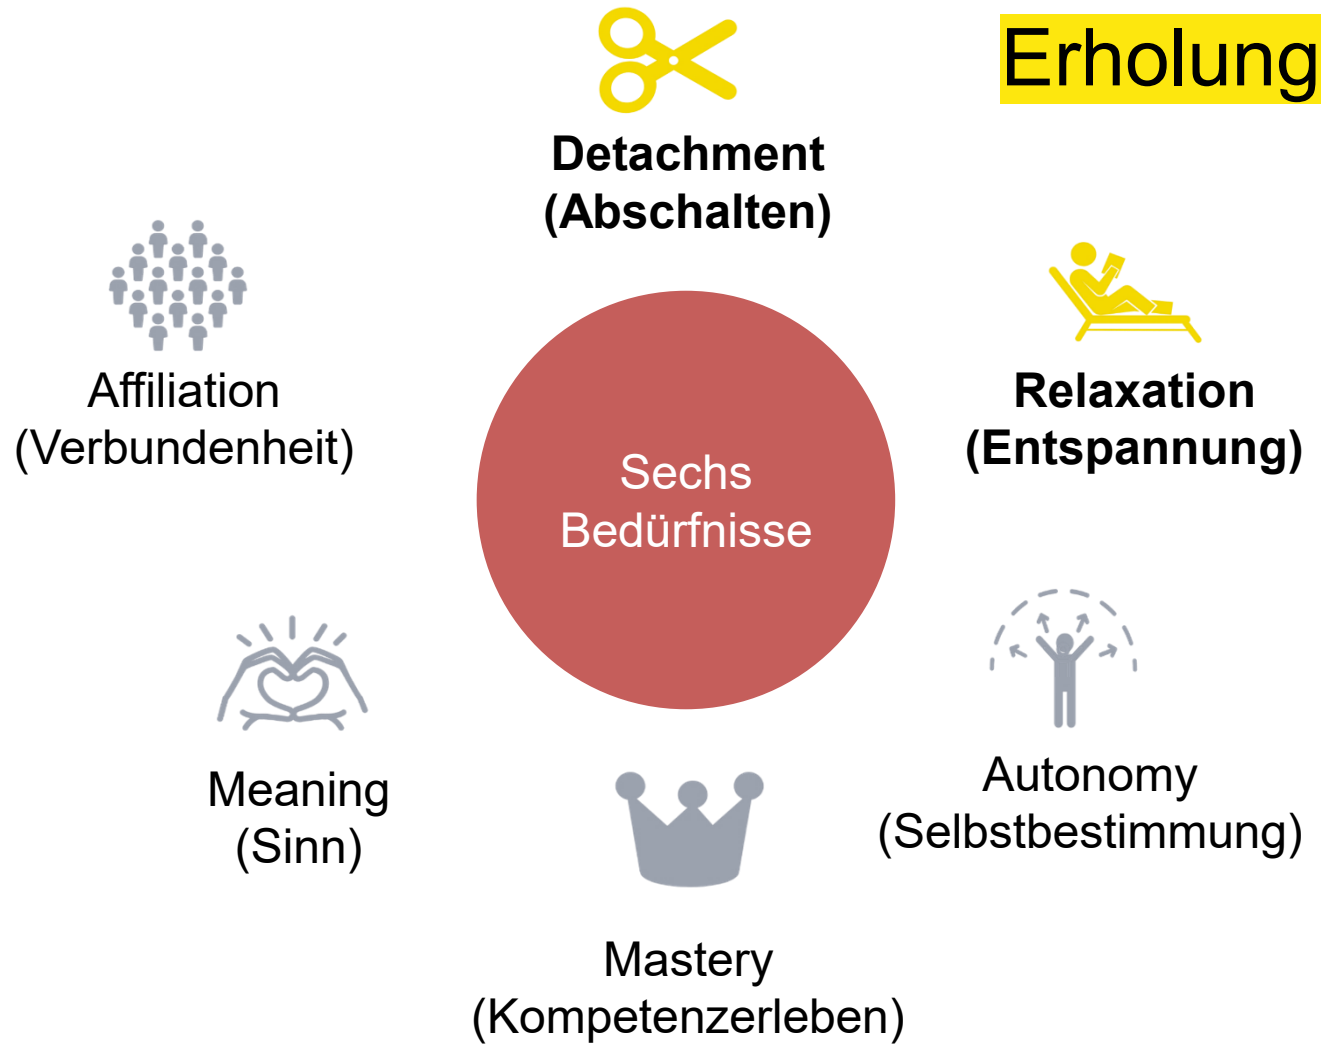 Erholung
Detachment
(Abschalten)
Relaxation
(Entspannung)
Autonomy
(Selbstbestimmung)
Mastery
(Kompetenzerleben)
Meaning
(Sinn)
Affiliation
(Verbundenheit)
Sechs
Bedürfnisse